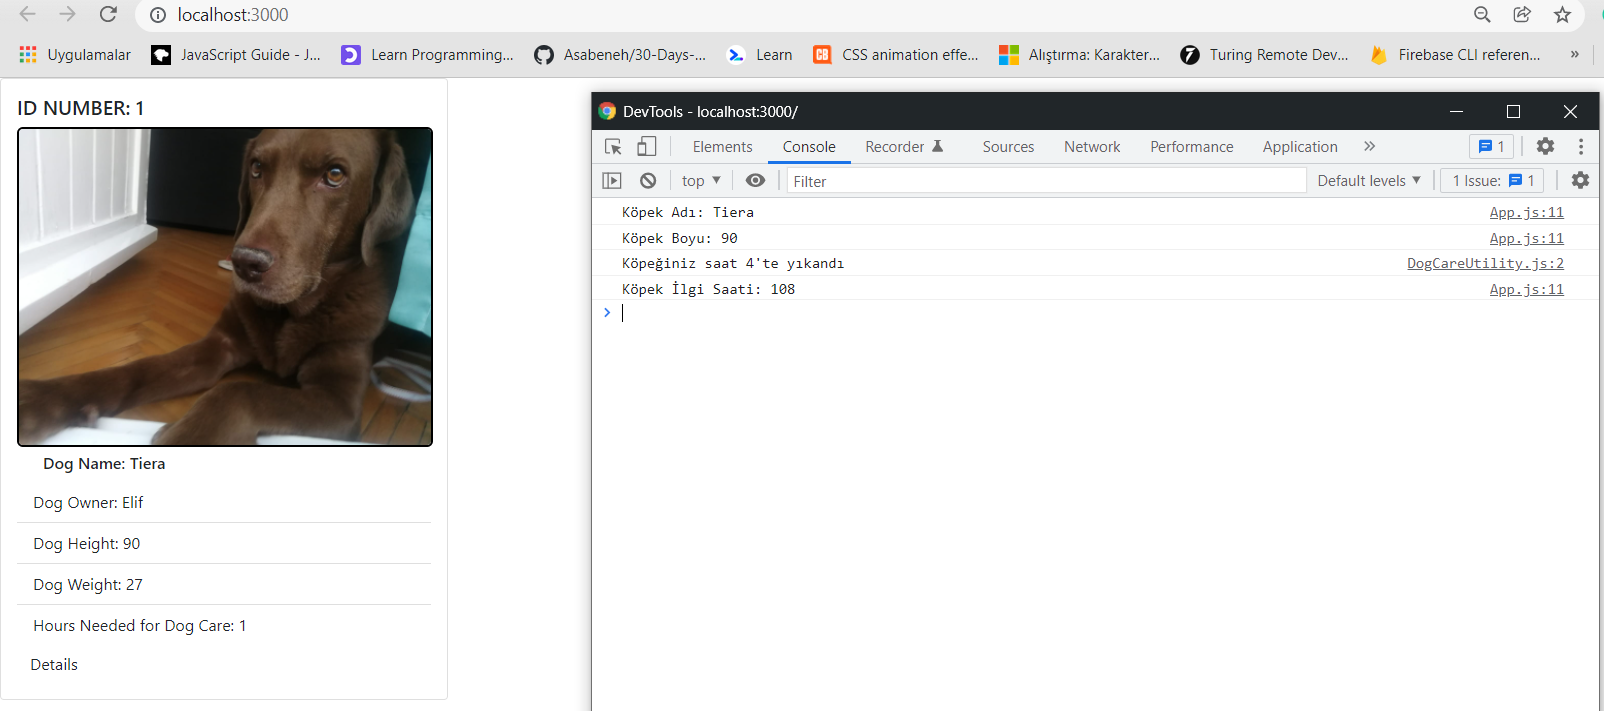 localhost:3000
Uygulamalar JavaScript Guide - J... Learn Programming... Asabeneh/30-Days-... Learn CSS animation effe... Alıştırma: Karakter... Turing Remote Dev... Firebase CLI referen... »
ID NUMBER: 1
Dog Name: Tiera
Dog Owner: Elif
Dog Height: 90
Dog Weight: 27
Hours Needed for Dog Care: 1
Details
DevTools - localhost:3000/
Elements Console Recorder Sources Network Performance Application » 1
top Filter Default levels 1 Issue: 1
Köpek Adı: Tiera App.js:11
Köpek Boyu: 90 App.js:11
Köpeğiniz saat 4'te yıkandı DogCareUtility.js:2
Köpek İlgi Saati: 108 App.js:11